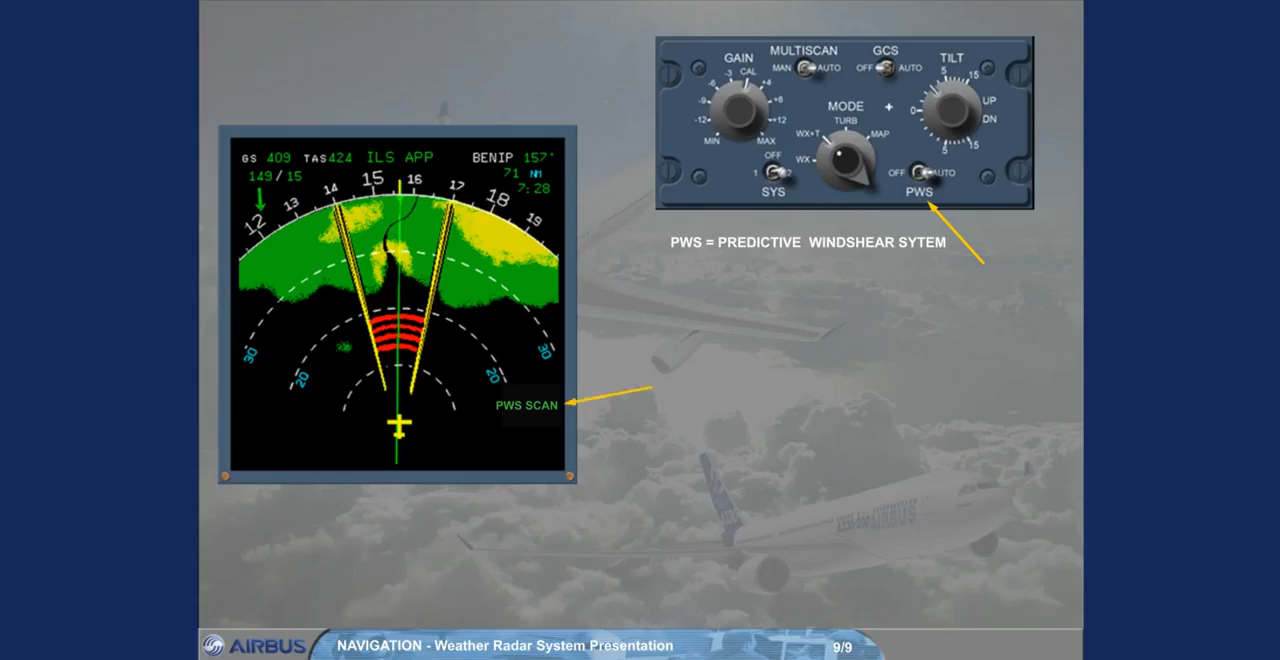 GS 409 TAS424 ILS APP BENIP 157°
149/15 71 NM
7:28
12 13 14 15 16 17 18 19
30 20 20 30
PWS SCAN
GAIN MULTISCAN GCS TILT
MAN AUTO OFF AUTO
-3 CAL 5 15
-6 +4
-9 +8 UP
-12 +12 0 DN
MIN MAX 5 15
MODE +
TURB
WX+T MAP
WX
OFF
1 2
SYS
OFF AUTO
PWS
PWS = PREDICTIVE WINDSHEAR SYTEM
AIRBUS
AIRBUS
NAVIGATION - Weather Radar System Presentation
9/9